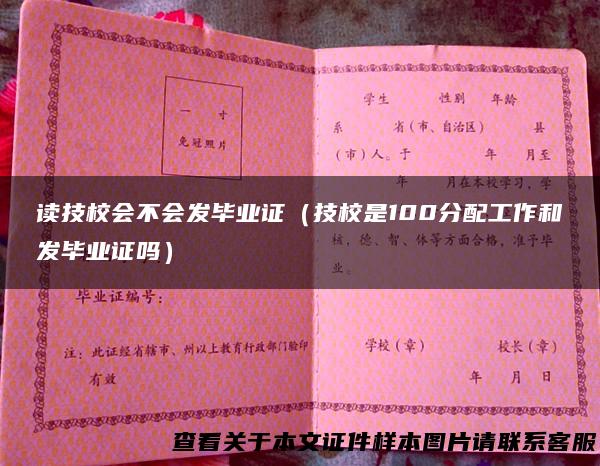 一 寸
免冠照片
学生 性别 年龄
系 省(市、自治区) 县
(市)人。于 年 月至
年 月在本校学习,学
读技校会不会发毕业证(技校是100分配工作和
发毕业证吗)
核,德、智、体等方面合格,准予毕
业。
毕业证编号:
注:此证经省辖市、州以上教育行政部门验印
有效
学校(章) 校长(章)
年 月 日
查看关于本文证件样本图片请联系客服